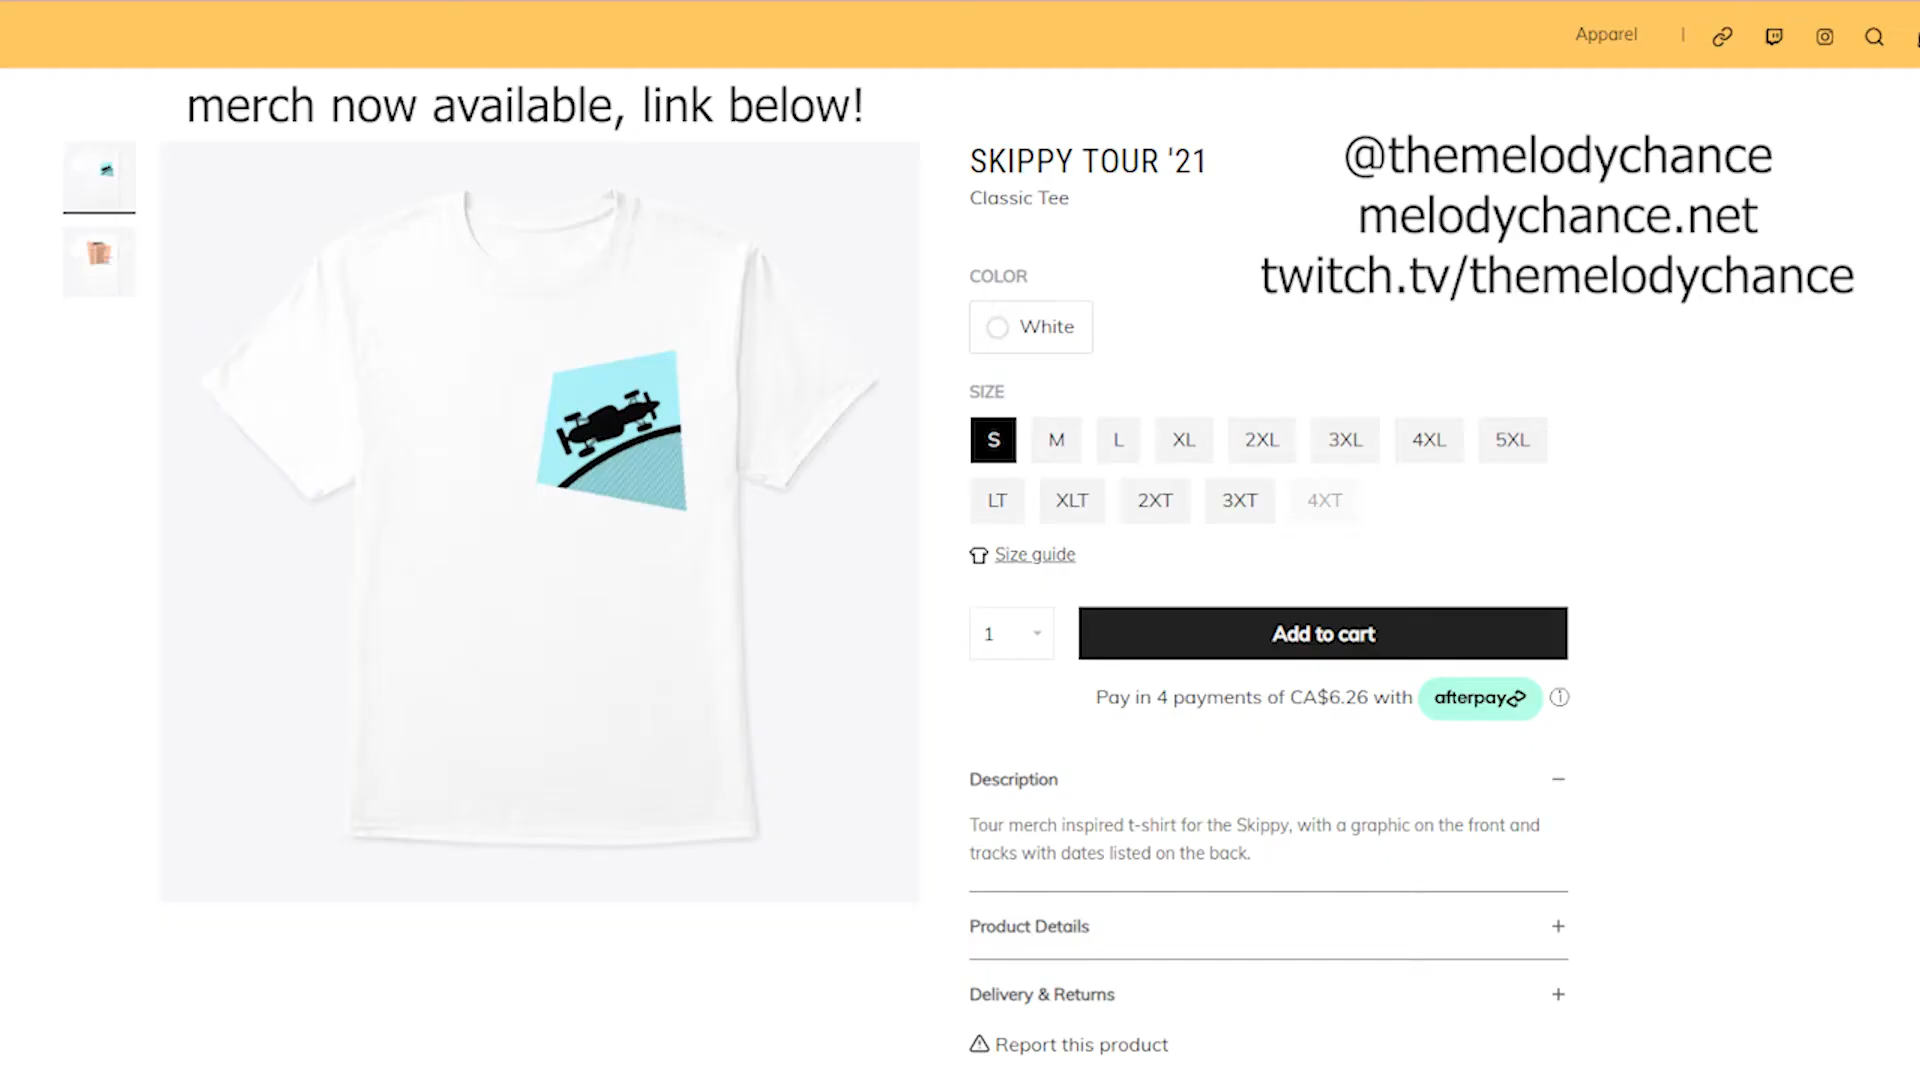 Apparel
merch now available, link below!
SKIPPY TOUR '21
Classic Tee
@themelodychance
melodychance.net
twitch.tv/themelodychance
COLOR
White
SIZE
S M L XL 2XL 3XL 4XL 5XL
LT XLT 2XT 3XT 4XT
Size guide
1 Add to cart
Pay in 4 payments of CA$6.26 with afterpay
Description
Tour merch inspired t-shirt for the Skippy, with a graphic on the front and
tracks with dates listed on the back.
Product Details
Delivery & Returns
Report this product